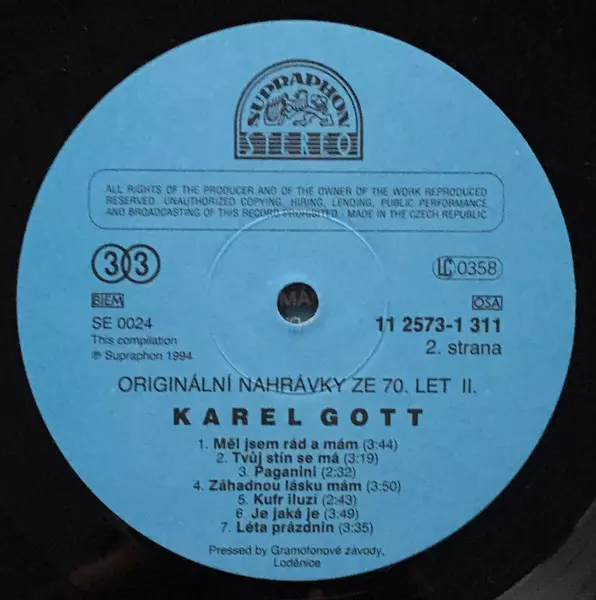 SUPRAPHON
STEREO
ALL RIGHTS OF THE PRODUCER AND OF THE OWNER OF THE WORK REPRODUCED
RESERVED. UNAUTHORIZED COPYING, HIRING, LENDING, PUBLIC PERFORMANCE
AND BROADCASTING OF THIS RECORD PROHIBITED - MADE IN THE CZECH REPUBLIC
33
LC 0358
BIEM
OSA
SE 0024
11 2573-1 311
This compilation
2. strana
℗ Supraphon 1994
ORIGINÁLNÍ NAHRÁVKY ZE 70. LET II.
KAREL GOTT
1. Měl jsem rád a mám (3:44)
2. Tvůj stín se má (3:19)
3. Paganini (2:32)
4. Záhadnou lásku mám (3:50)
5. Kufr iluzí (2:43)
6. Je jaká je (3:49)
7. Léta prázdnin (3:35)
Pressed by Gramofonové závody,
Loděnice